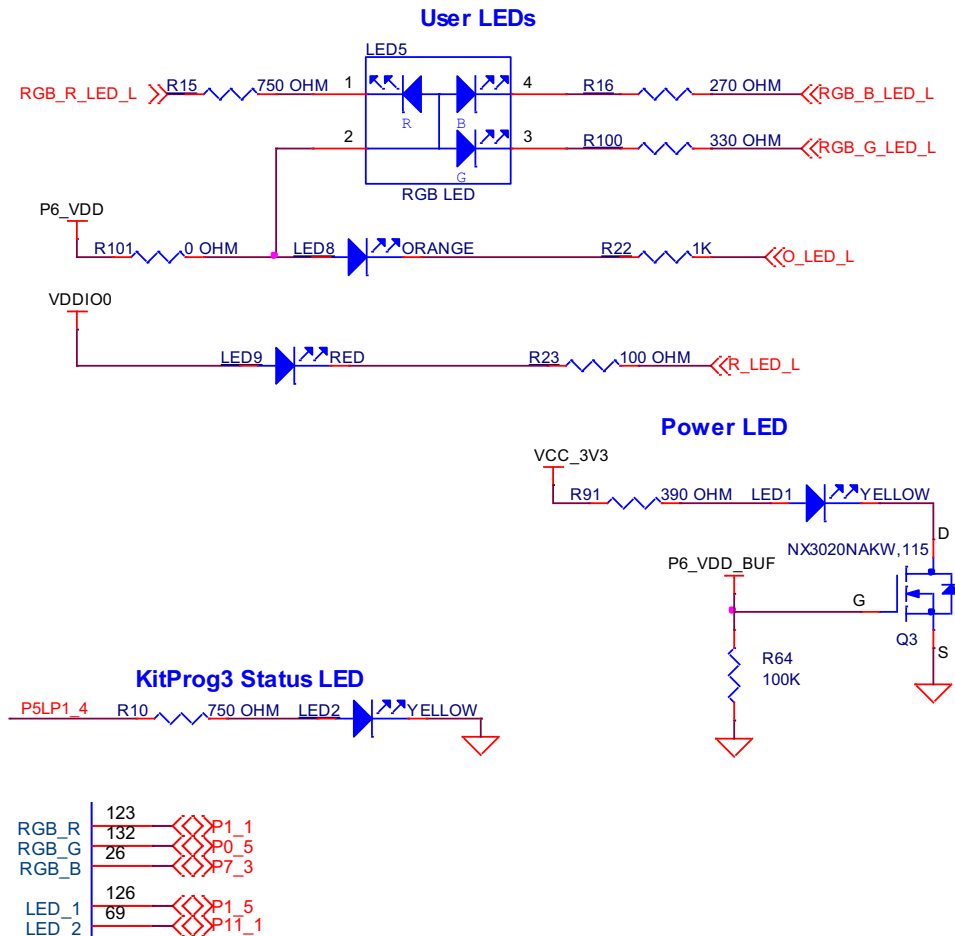 User LEDs
LED5
RGB_R_LED_L R15 750 OHM 1 4 R16 270 OHM RGB_B_LED_L
R B
2 3 R100 330 OHM RGB_G_LED_L
G
RGB LED
P6_VDD
R101 0 OHM LED8 ORANGE R22 1K O_LED_L
VDDIO0
LED9 RED R23 100 OHM R_LED_L
Power LED
VCC_3V3
R91 390 OHM LED1 YELLOW
D
NX3020NAKW,115
P6_VDD_BUF
G
Q3
S
R64
100K
KitProg3 Status LED
P5LP1_4 R10 750 OHM LED2 YELLOW
RGB_R 123 P1_1
RGB_G 132 P0_5
RGB_B 26 P7_3
LED_1 126 P1_5
LED_2 69 P11_1